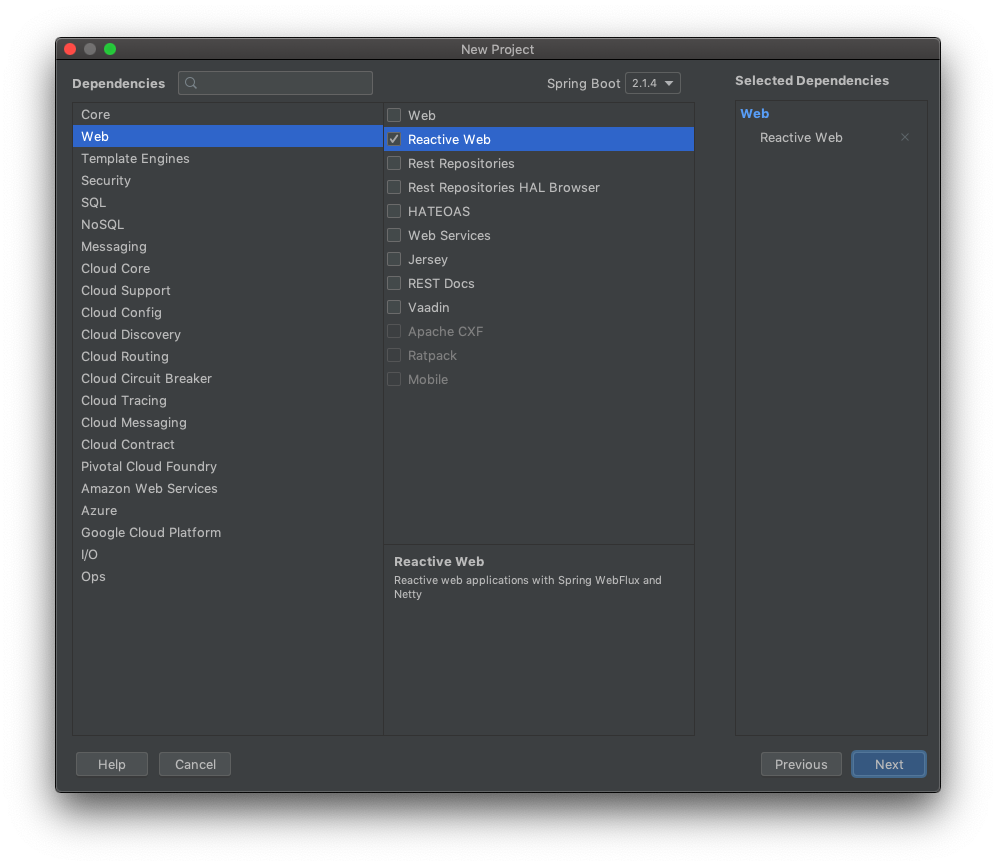 New Project
Dependencies
Spring Boot 2.1.4
Selected Dependencies
Core
Web
Template Engines
Security
SQL
NoSQL
Messaging
Cloud Core
Cloud Support
Cloud Config
Cloud Discovery
Cloud Routing
Cloud Circuit Breaker
Cloud Tracing
Cloud Messaging
Cloud Contract
Pivotal Cloud Foundry
Amazon Web Services
Azure
Google Cloud Platform
I/O
Ops
Web
Reactive Web
Rest Repositories
Rest Repositories HAL Browser
HATEOAS
Web Services
Jersey
REST Docs
Vaadin
Apache CXF
Ratpack
Mobile
Reactive Web
Reactive web applications with Spring WebFlux and
Netty
Web
Reactive Web
Help
Cancel
Previous
Next